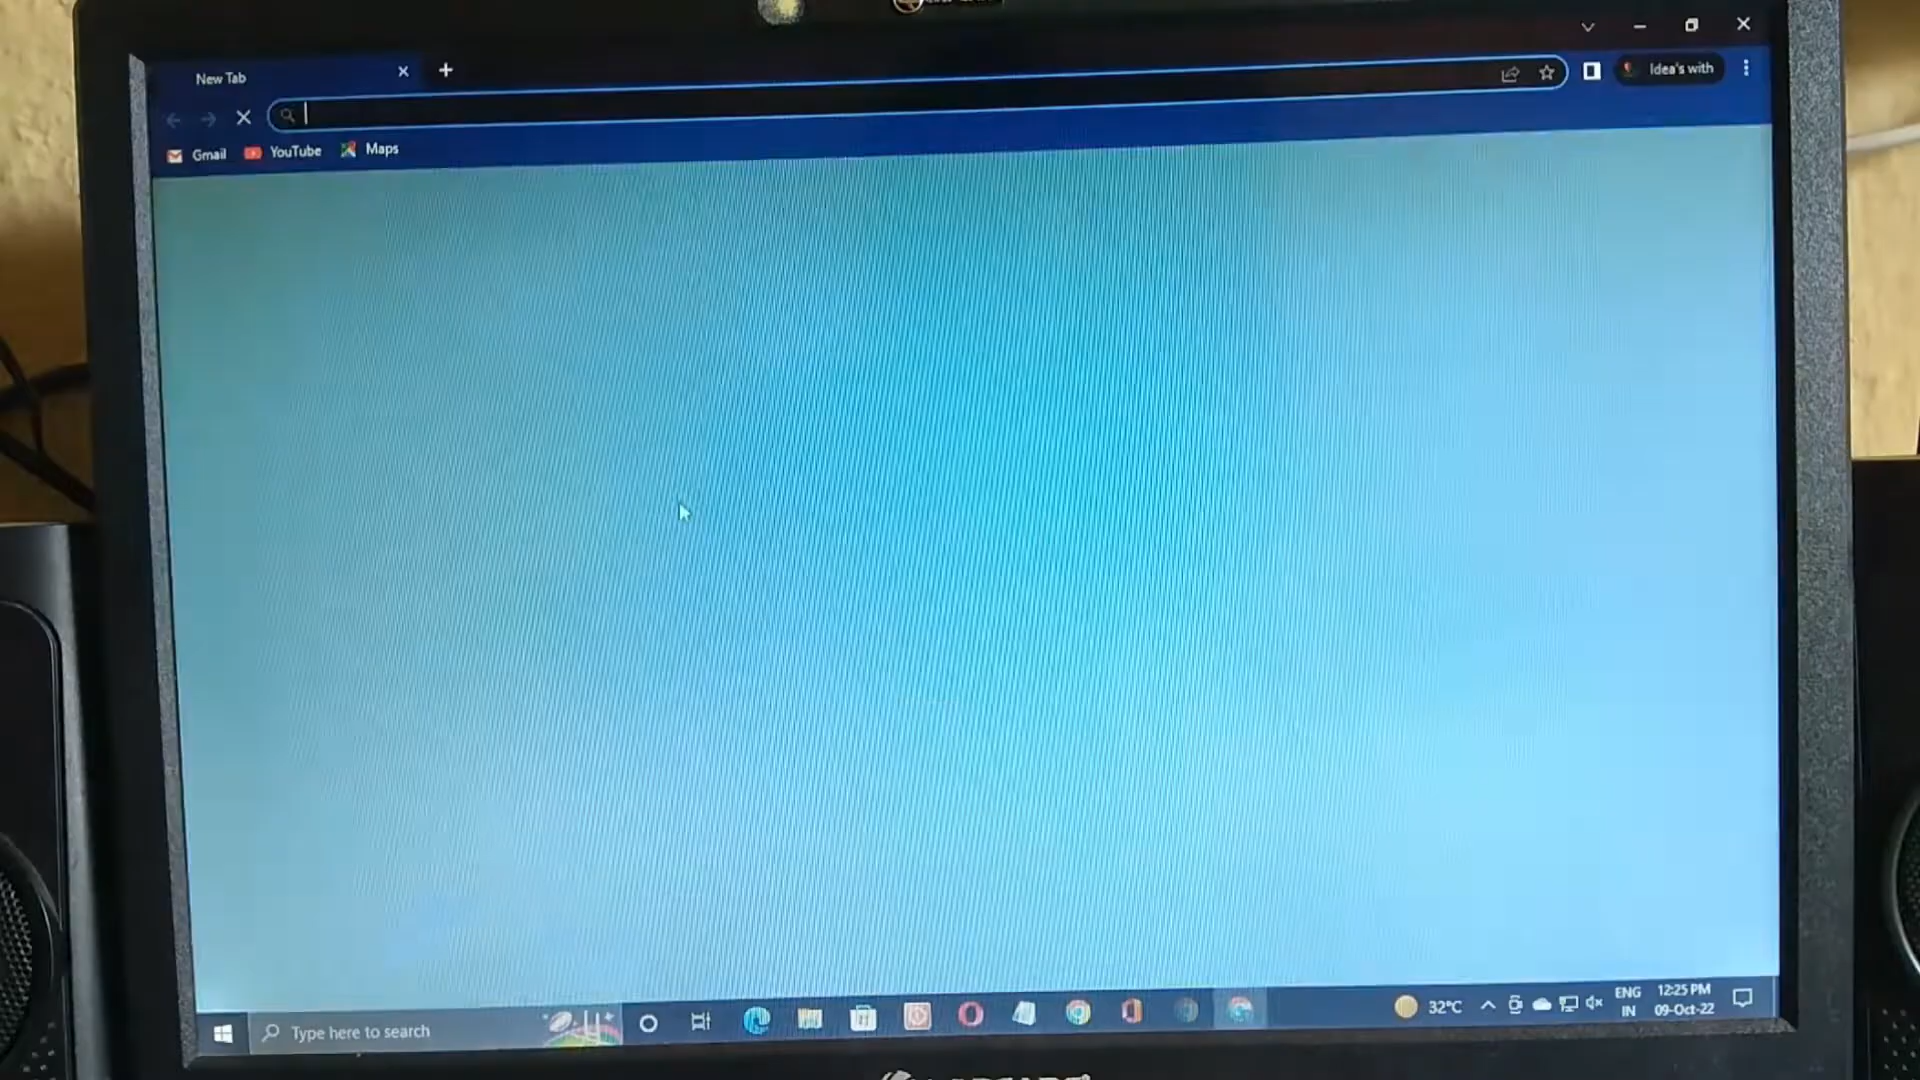 New Tab
Idea's with
Gmail YouTube Maps
Type here to search
32°C
ENG
IN
12:25 PM
09-Oct-22